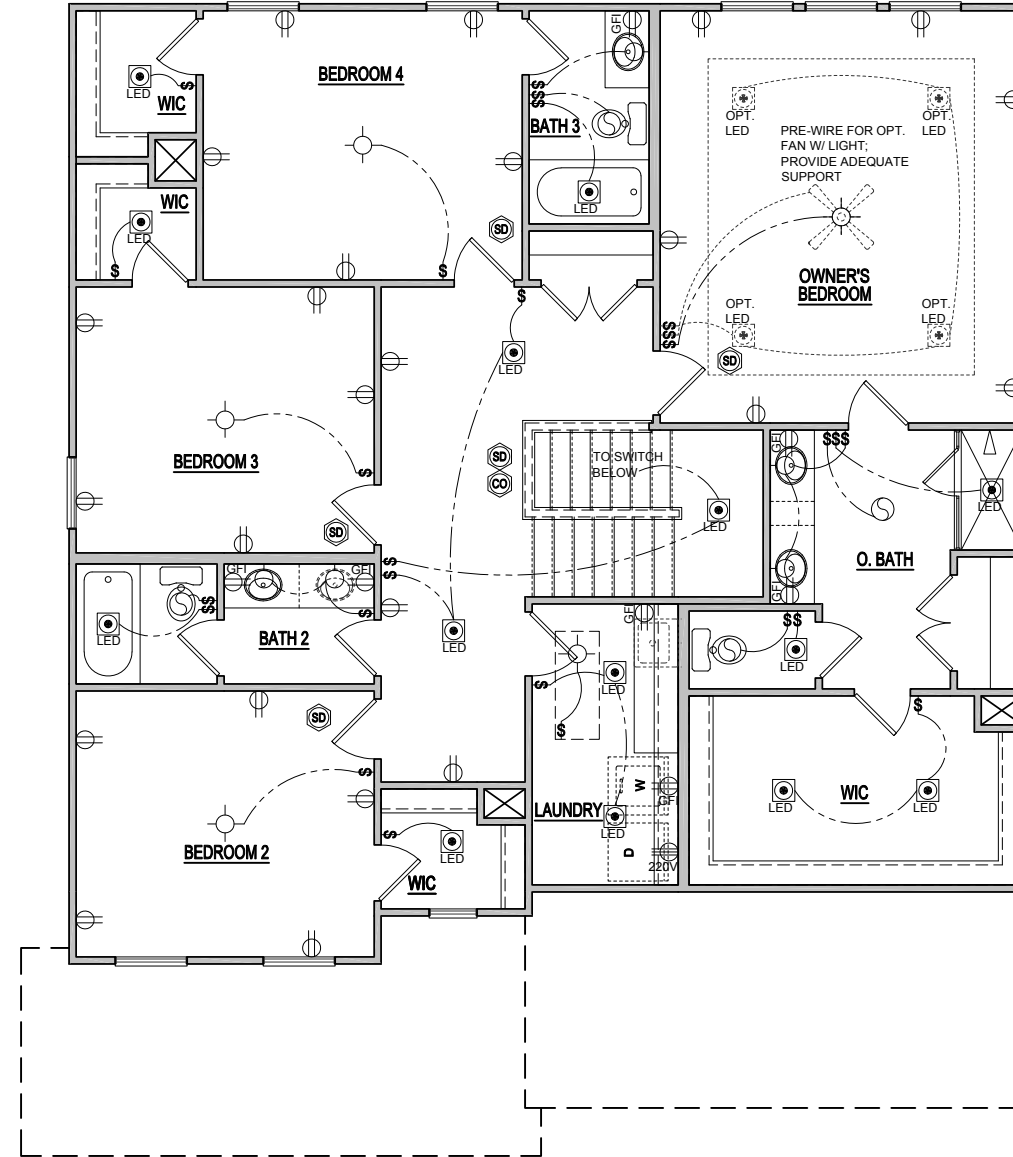 GFI
BEDROOM 4
LED
WIC
$
$
$
$
BATH 3
OPT.
LED
OPT.
LED
PRE-WIRE FOR OPT.
FAN W/ LIGHT;
PROVIDE ADEQUATE
SUPPORT
WIC
LED
LED
SD
$
$
OWNER'S
BEDROOM
$
OPT.
LED
OPT.
LED
$
$
$
LED
SD
BEDROOM 3
$
SD
CO
TO SWITCH
BELOW
GFI
$$$
LED
LED
SD
$
$
O. BATH
GFI
GFI
$
$
$
LED
BATH 2
LED
GFI
GFI
$$
LED
SD
$
LED
$
$
$
W
GFI
LED
WIC
LED
BEDROOM 2
$
LED
LAUNDRY
LED
D
220V
WIC